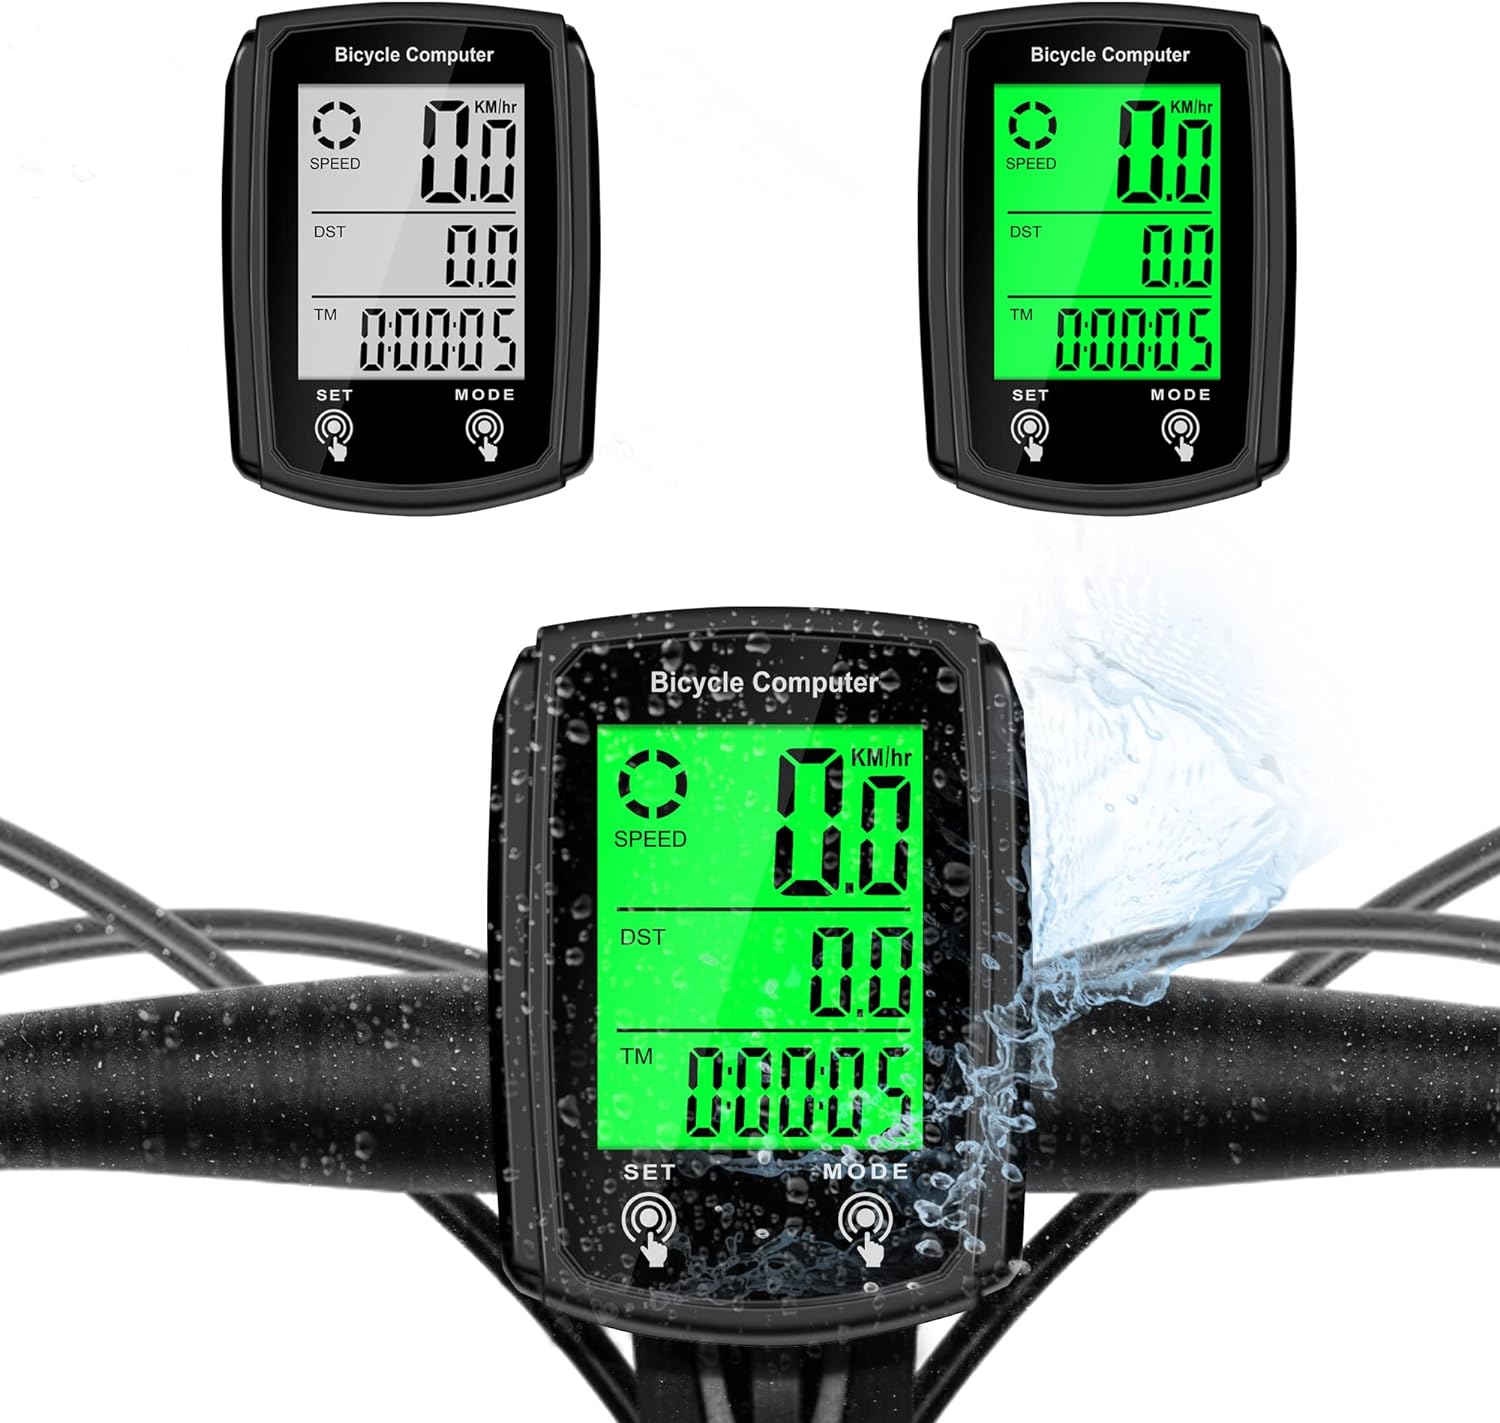 Bicycle Computer
KM/hr
SPEED
0.0
DST
0.0
TM
0:00:05
SET MODE
Bicycle Computer
KM/hr
SPEED
0.0
DST
0.0
TM
0:00:05
SET MODE
Bicycle Computer
KM/hr
SPEED
0.0
DST
0.0
TM
0:00:05
SET MODE